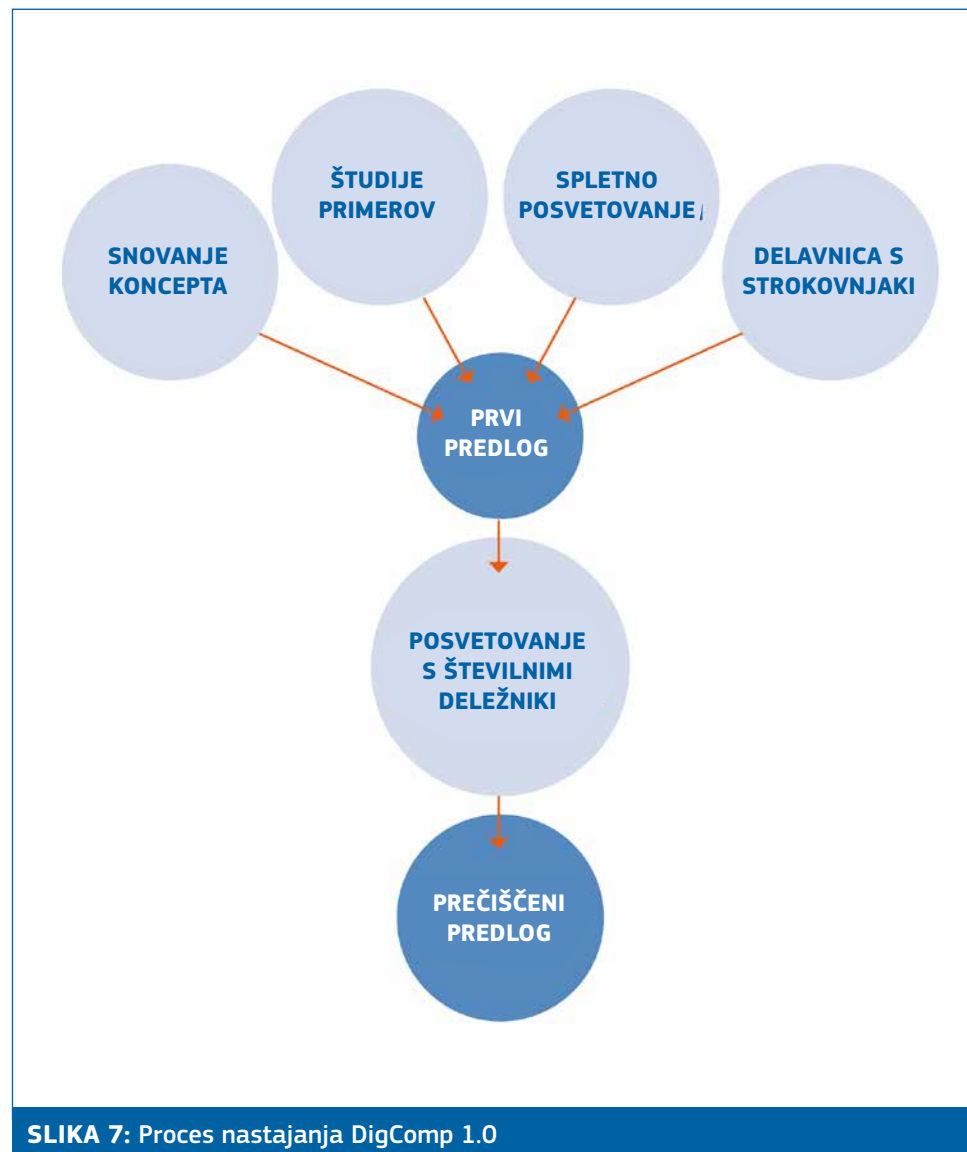 SNOVANJE
KONCEPTA
ŠTUDIJE
PRIMEROV
SPLETNO
POSVETOVANJE /
DELAVNICA S
STROKOVNJAKI
PRVI
PREDLOG
POSVETOVANJE
S ŠTEVILNIMI
DELEŽNIKI
PREČIŠČENI
PREDLOG
SLIKA 7: Proces nastajanja DigComp 1.0